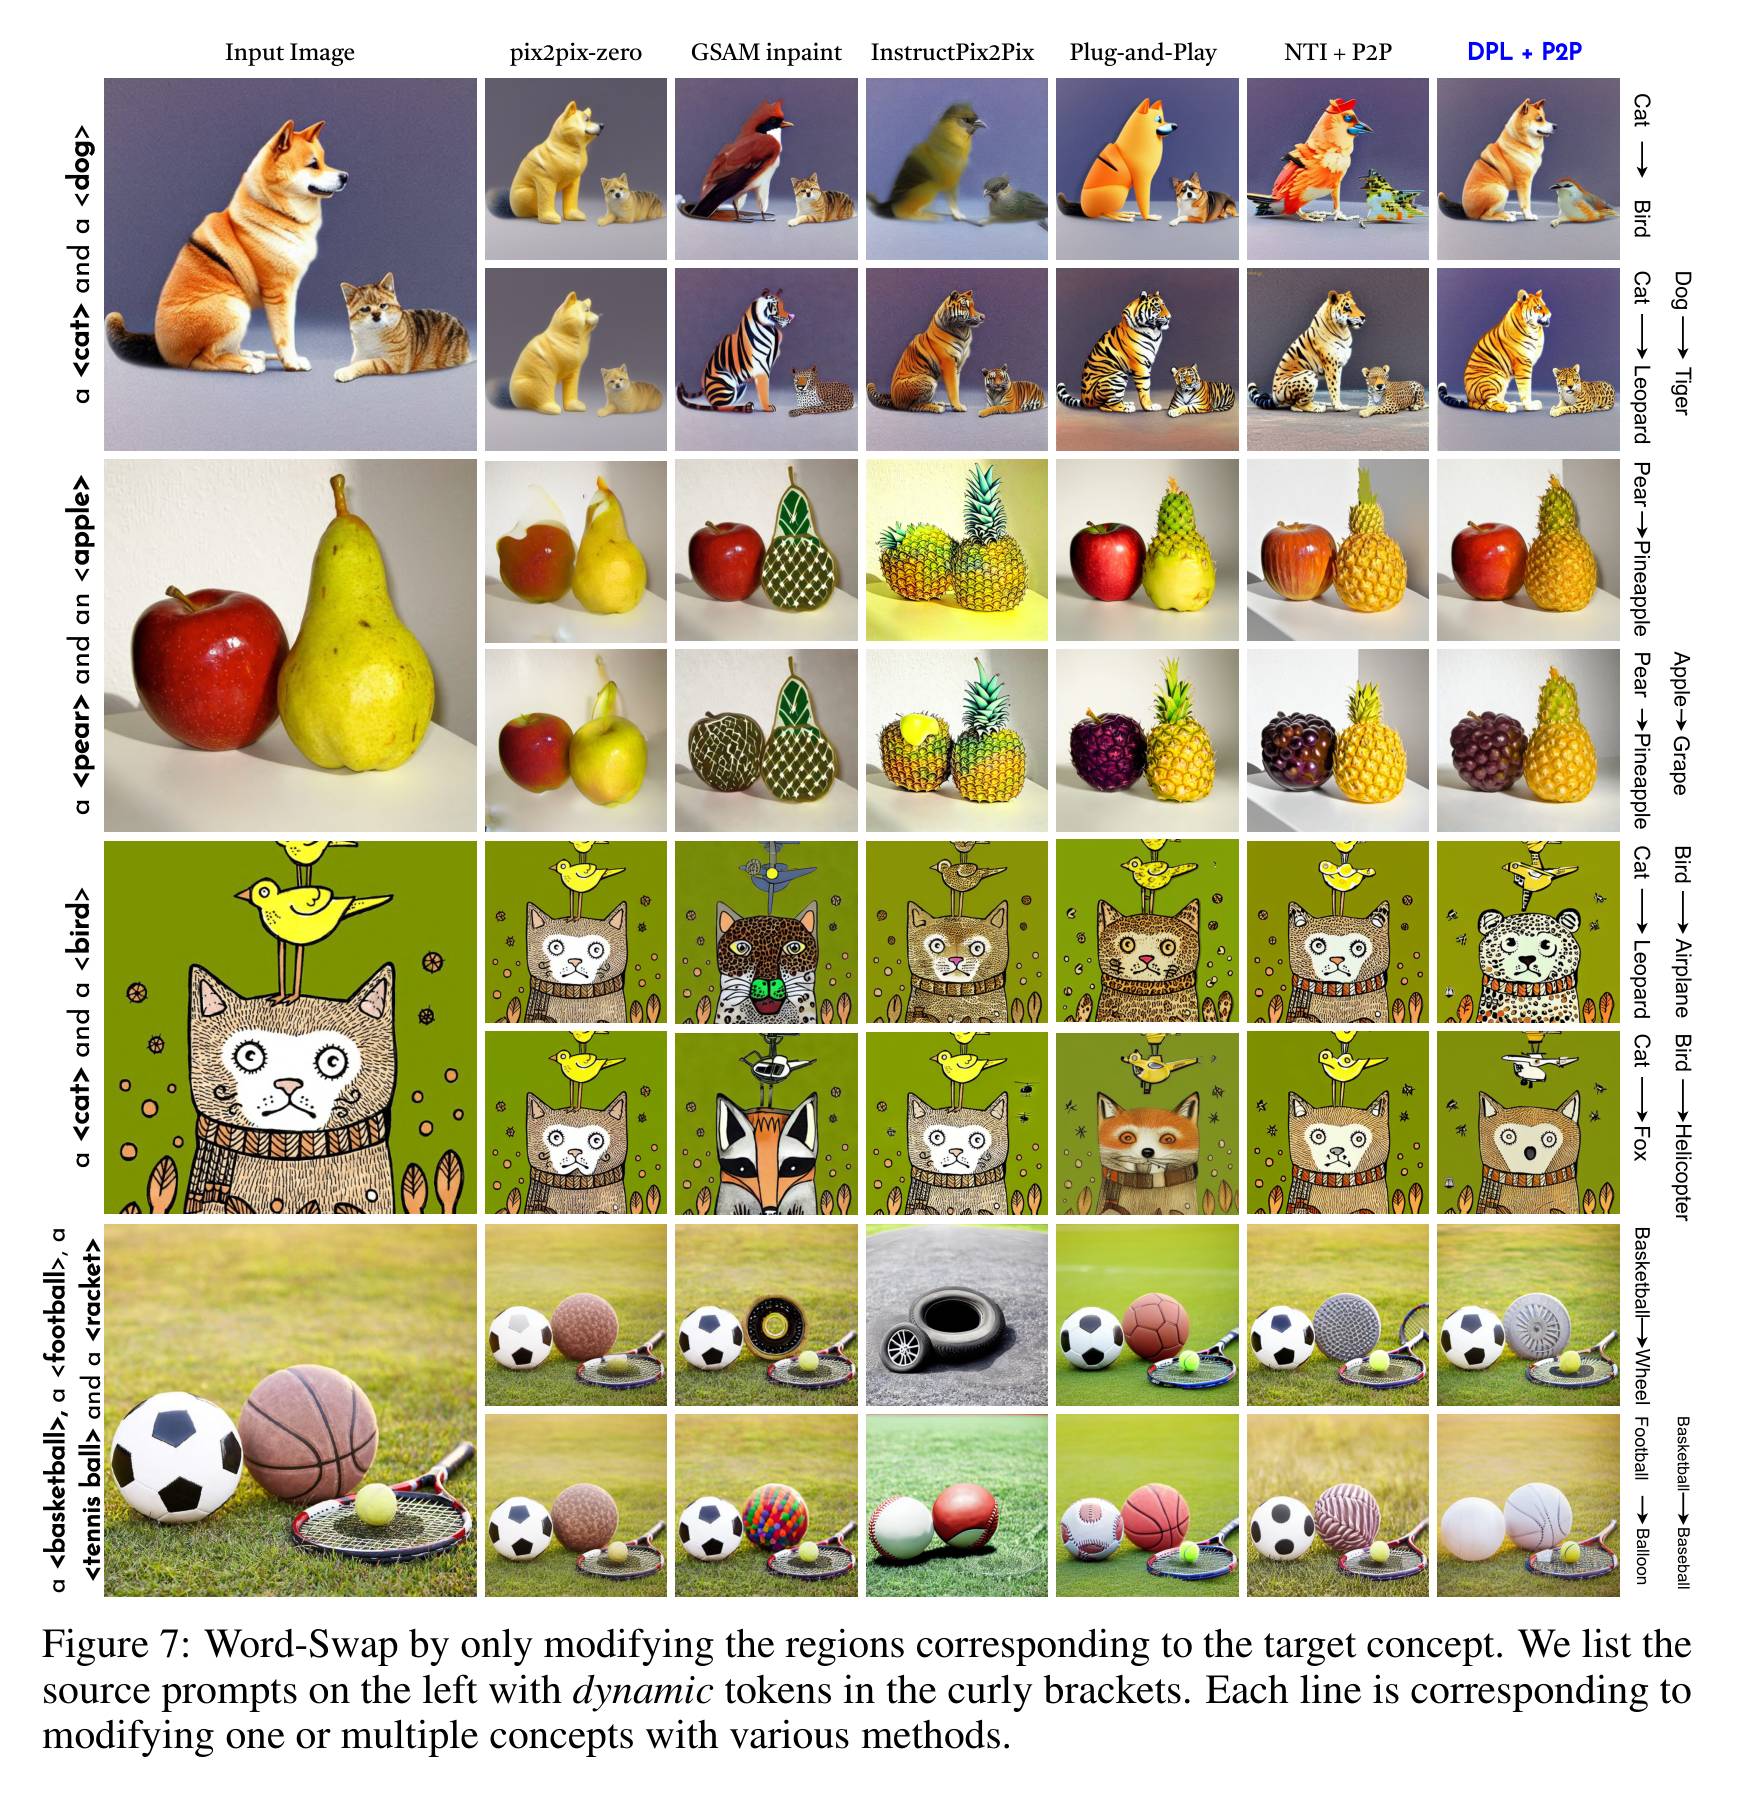 Input Image
pix2pix-zero
GSAM inpaint
InstructPix2Pix
Plug-and-Play
NTI + P2P
DPL + P2P
a <cat> and a <dog>
Cat → Bird
Cat → Leopard
Dog → Tiger
a <pear> and an <apple>
Pear → Pineapple
Pear → Pineapple
Apple → Grape
a <cat> and a <bird>
Cat → Leopard
Bird → Airplane
Cat → Fox
Bird → Helicopter
a <basketball>, a <football>, a
<tennis ball> and a <racket>
Basketball → Wheel
Football → Balloon
Basketball → Baseball
Figure 7: Word-Swap by only modifying the regions corresponding to the target concept. We list the
source prompts on the left with dynamic tokens in the curly brackets. Each line is corresponding to
modifying one or multiple concepts with various methods.